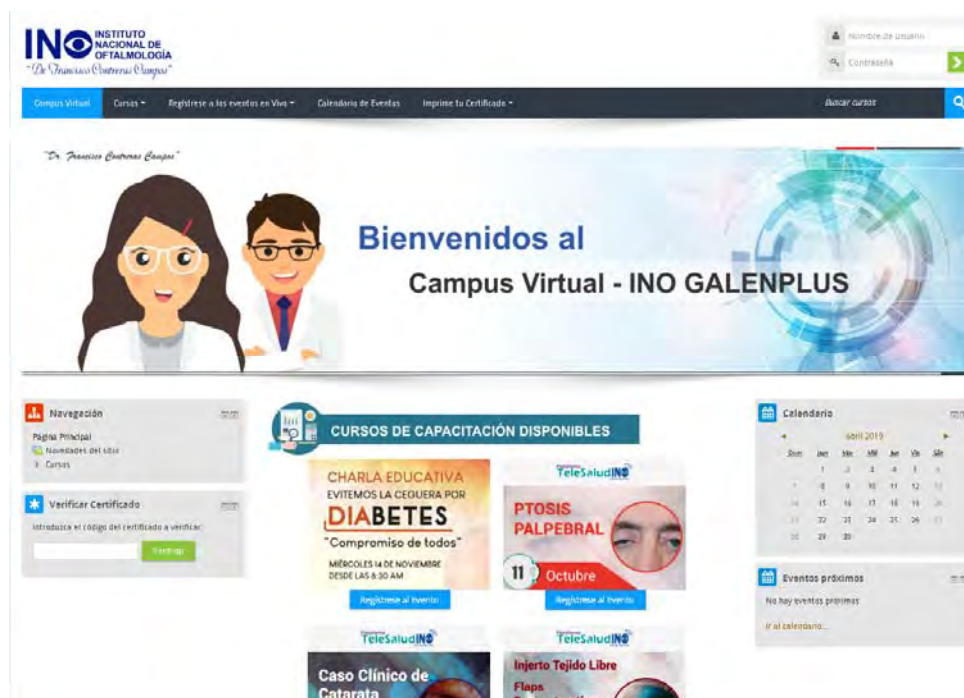 INO INSTITUTO
NACIONAL DE
OFTALMOLOGÍA
"Dr. Francisco Contreras Campos"
Nombre de usuario
Contraseña
Campus Virtual
Cursos
Regístrese a los eventos en Vivo
Calendario de Eventos
Imprime tu Certificado
Buscar cursos
"Dr. Francisco Contreras Campos"
Bienvenidos al
Campus Virtual - INO GALENPLUS
Navegación
Página Principal
Novedades del sitio
Cursos
Verificar Certificado
Introduzca el código del certificado a verificar:
CURSOS DE CAPACITACIÓN DISPONIBLES
CHARLA EDUCATIVA
EVITEMOS LA CEGUERA POR
DIABETES
"Compromiso de todos"
MIÉRCOLES 14 DE NOVIEMBRE
DESDE LAS 8:30 AM
Regístrese al Evento
TeleSaludINO
PTOSIS
PALPEBRAL
11 Octubre
Regístrese al Evento
TeleSaludINO
Caso Clínico de
Catarata
TeleSaludINO
Injerto Tejido Libre
Flaps
Calendario
abril 2019
Dom Lun Mar Mié Jue Vie Sáb
1 2 3 4 5 6
7 8 9 10 11 12 13
14 15 16 17 18 19 20
21 22 23 24 25 26 27
28 29 30
Eventos próximos
No hay eventos próximos
Ir al calendario...